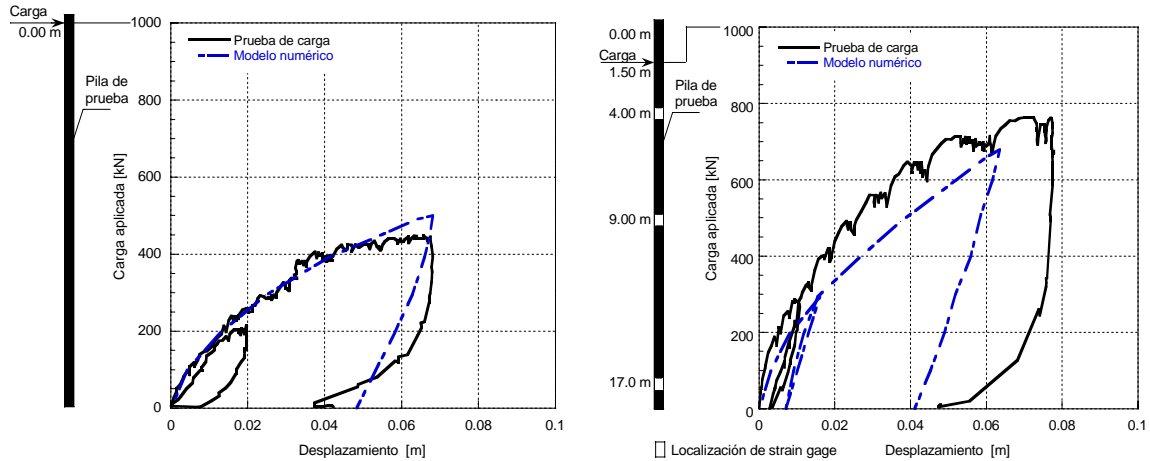 Carga
0.00 m
Pila de
prueba
1000
800
600
400
200
0
Carga aplicada [kN]
Prueba de carga
Modelo numérico
0 0.02 0.04 0.06 0.08 0.1
Desplazamiento [m]
0.00 m
Carga
1.50 m
Pila de
prueba
4.00 m
9.00 m
17.0 m
1000
800
600
400
200
0
Carga aplicada [kN]
Prueba de carga
Modelo numérico
0 0.02 0.04 0.06 0.08 0.1
Desplazamiento [m]
Localización de strain gage